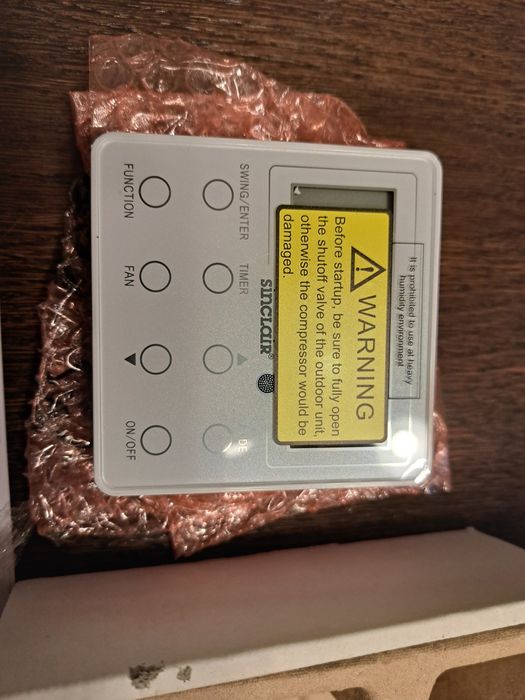 It is prohibited to use at heavy
humidity environment
WARNING
Before startup, be sure to fully open
the shutoff valve of the outdoor unit,
otherwise the compressor would be
damaged.
SINCLAIR®
SWING/ENTER TIMER ▲ DE
FUNCTION FAN ▼ ON/OFF